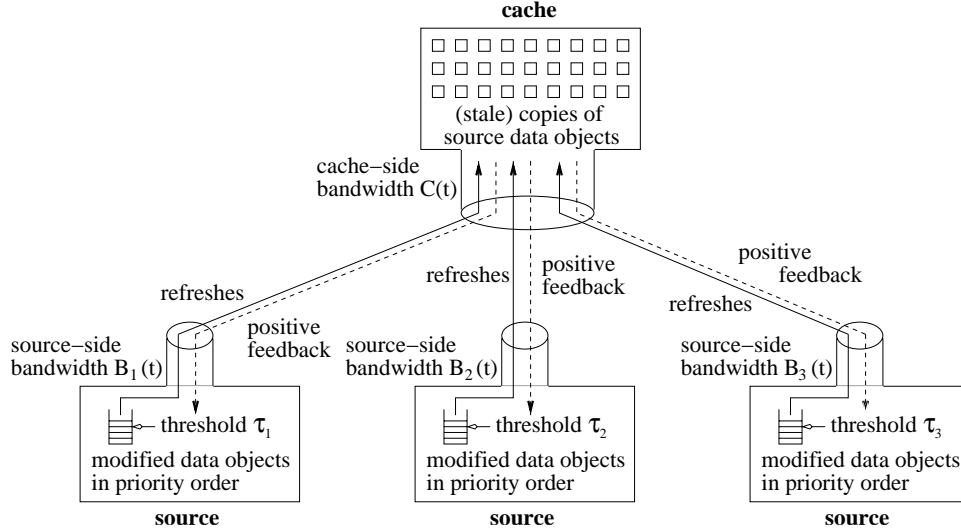 cache
(stale) copies of
source data objects
cache−side
bandwidth C(t)
refreshes
positive
feedback
refreshes
positive
feedback
positive
feedback
refreshes
source−side
bandwidth B1(t)
source−side
bandwidth B2(t)
source−side
bandwidth B3(t)
threshold τ1
modified data objects
in priority order
source
threshold τ2
modified data objects
in priority order
source
threshold τ3
modified data objects
in priority order
source